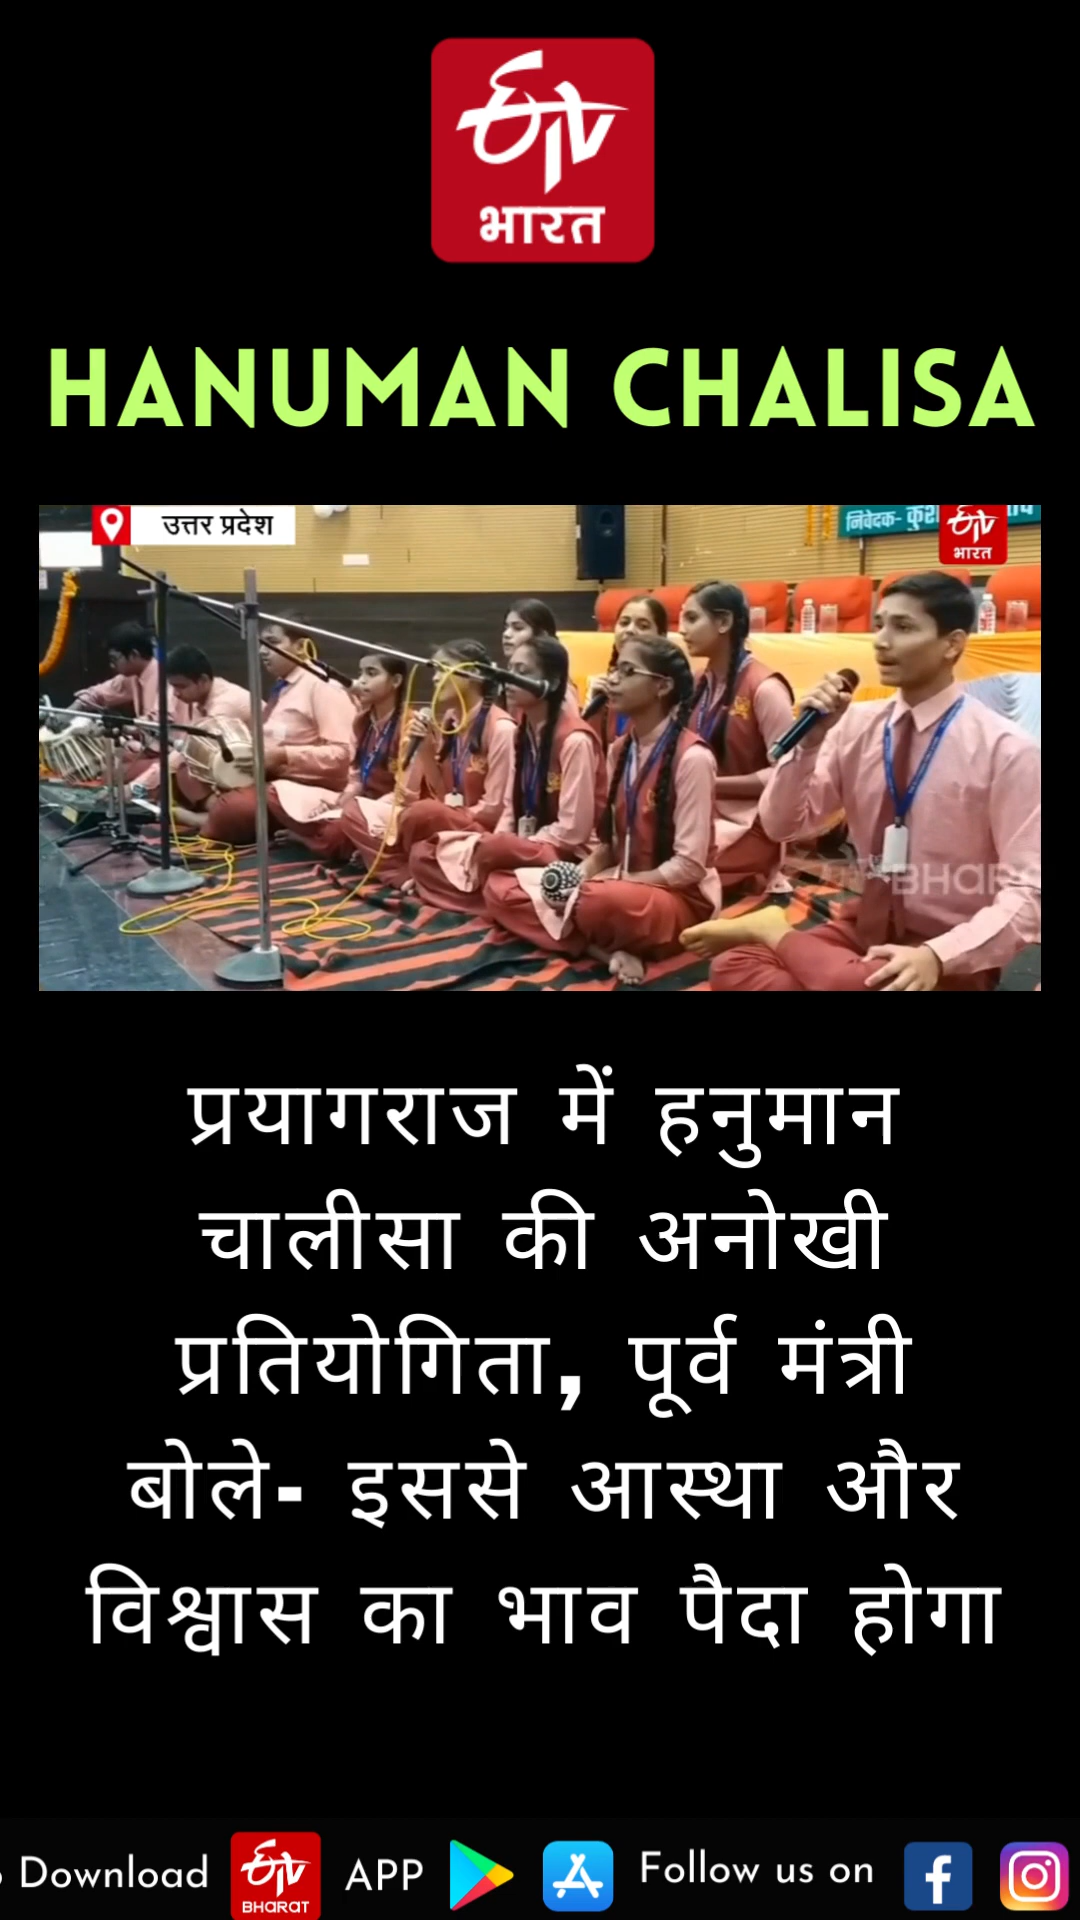 ETV
भारत
HANUMAN CHALISA
उत्तर प्रदेश
निवेदक-
ETV
भारत
BHARA
प्रयागराज में हनुमान
चालीसा की अनोखी
प्रतियोगिता, पूर्व मंत्री
बोले- इससे आस्था और
विश्वास का भाव पैदा होगा
Download
ETV
BHARAT
APP
Follow us on